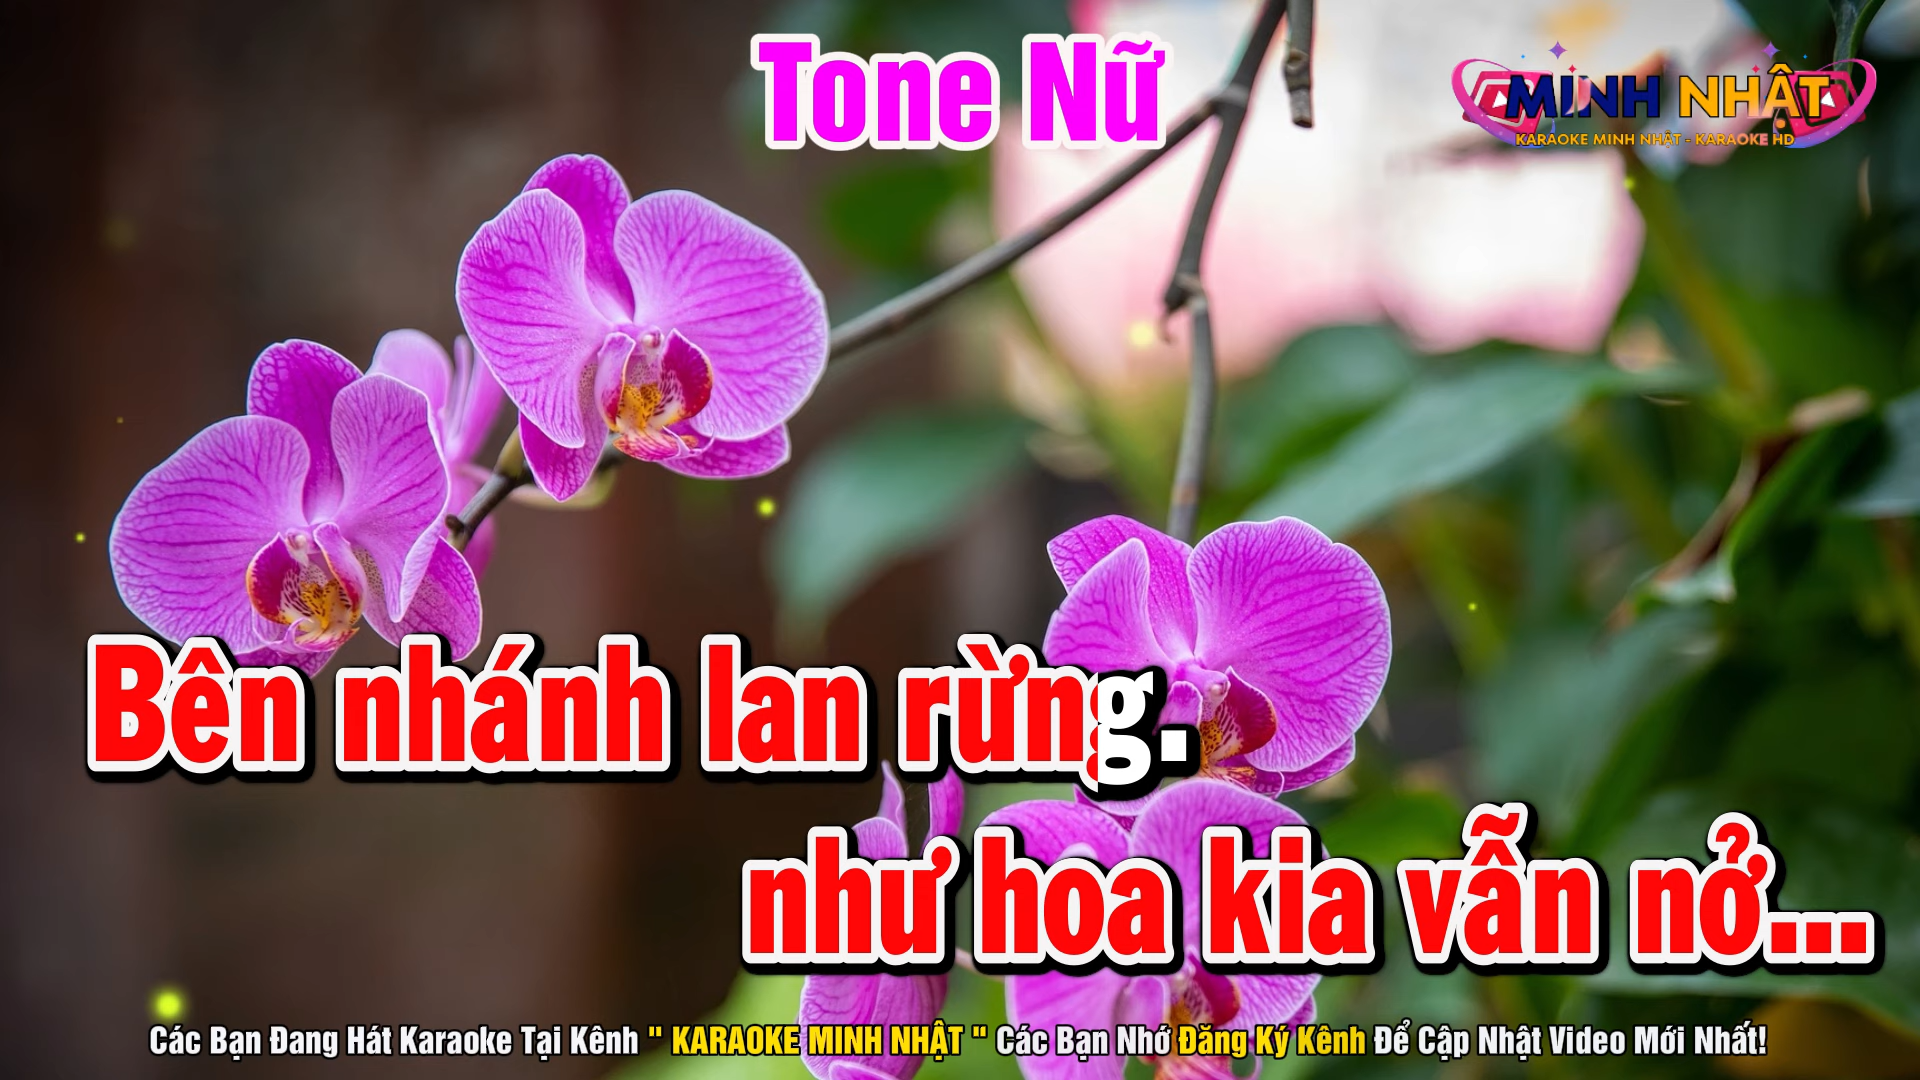 Tone Nữ
MINH NHẬT
KARAOKE MINH NHẬT - KARAOKE HD
Bên nhánh lan rừng.
như hoa kia vẫn nở...
Các Bạn Đang Hát Karaoke Tại Kênh " KARAOKE MINH NHẬT " Các Bạn Nhớ Đăng Ký Kênh Để Cập Nhật Video Mới Nhất!